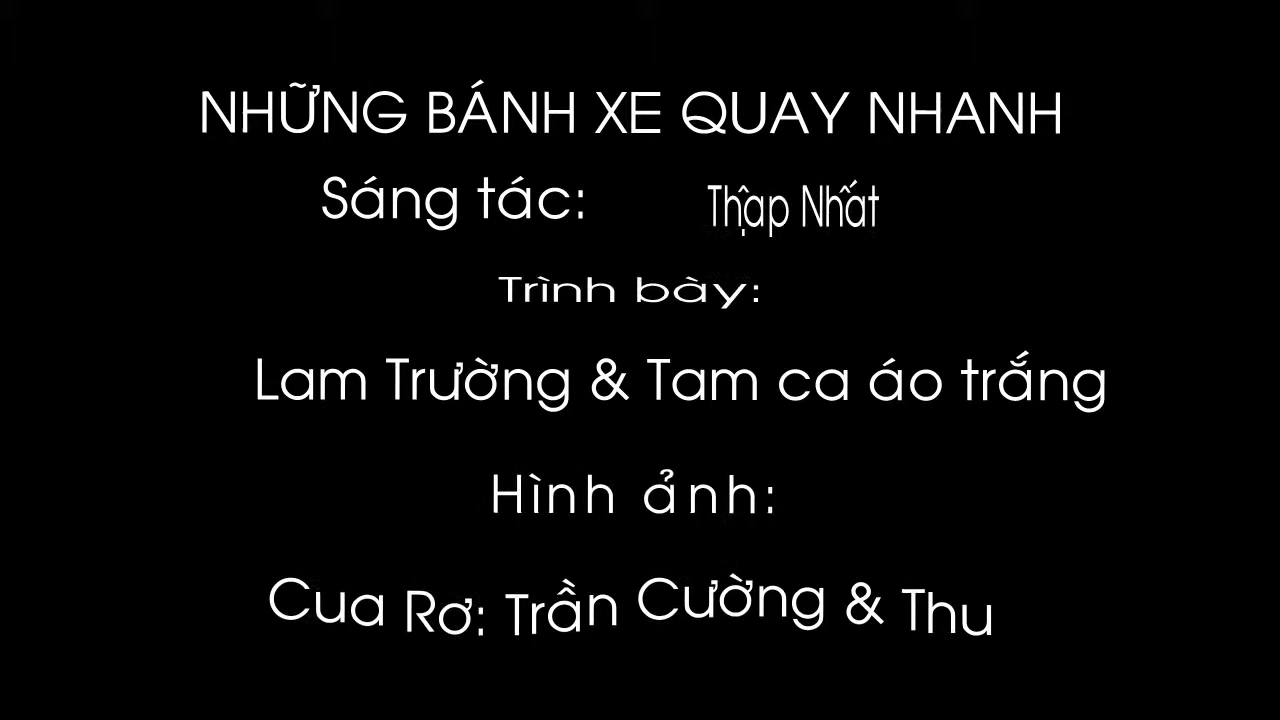 NHỮNG BÁNH XE QUAY NHANH
Sáng tác: Thập Nhất
Trình bày:
Lam Trường & Tam ca áo trắng
Hình ảnh:
Cua Rơ: Trần Cường & Thu